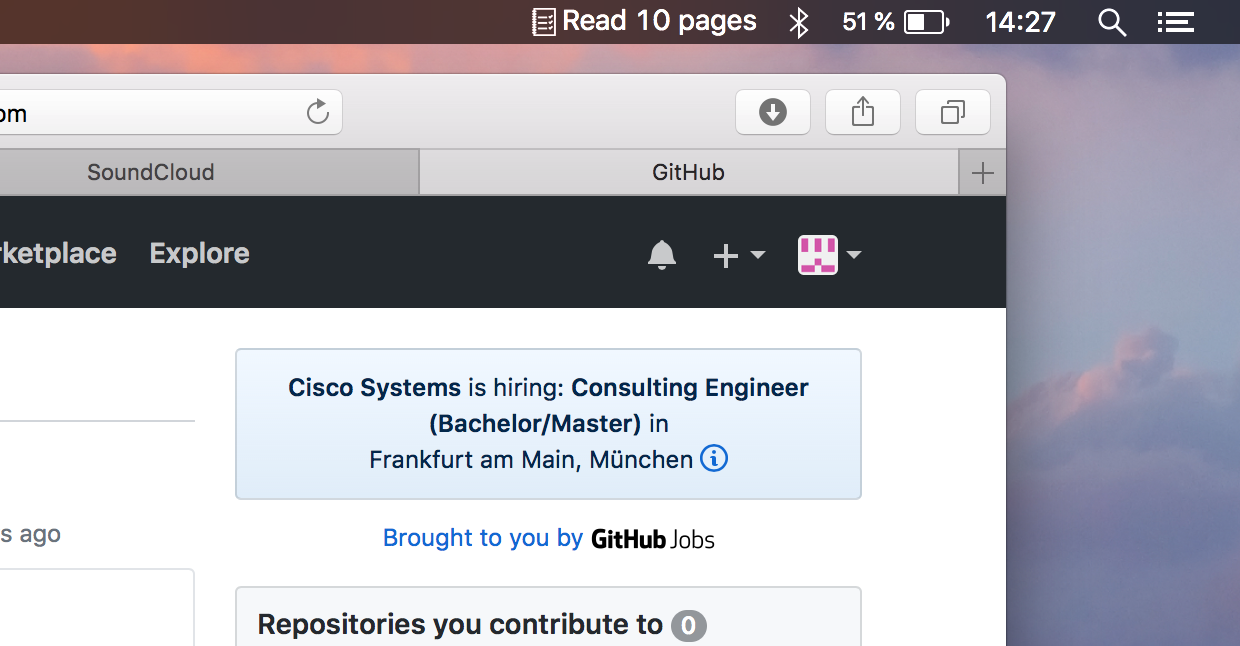 Read 10 pages 51 % 14:27
om
SoundCloud GitHub
rketplace Explore
Cisco Systems is hiring: Consulting Engineer
(Bachelor/Master) in
Frankfurt am Main, München
s ago
Brought to you by GitHub Jobs
Repositories you contribute to 0